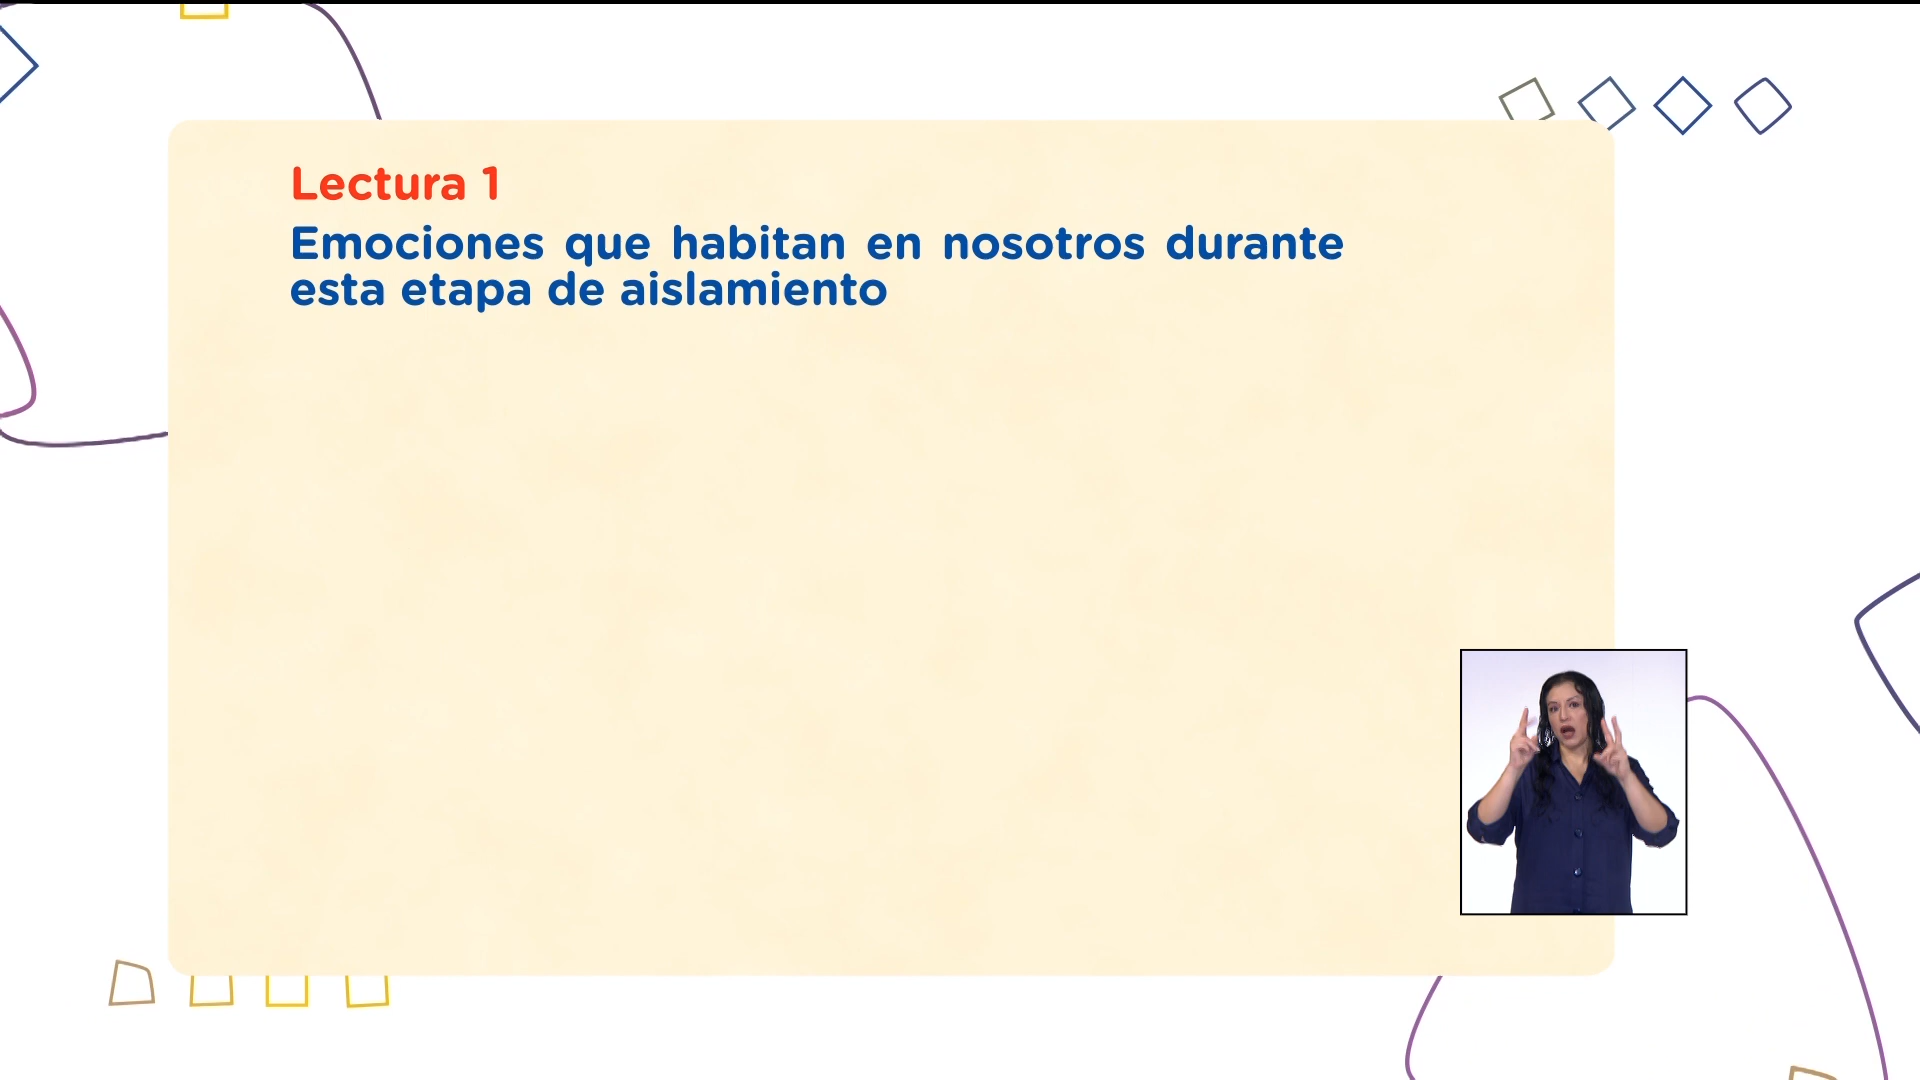 Lectura 1
Emociones que habitan en nosotros durante
esta etapa de aislamiento